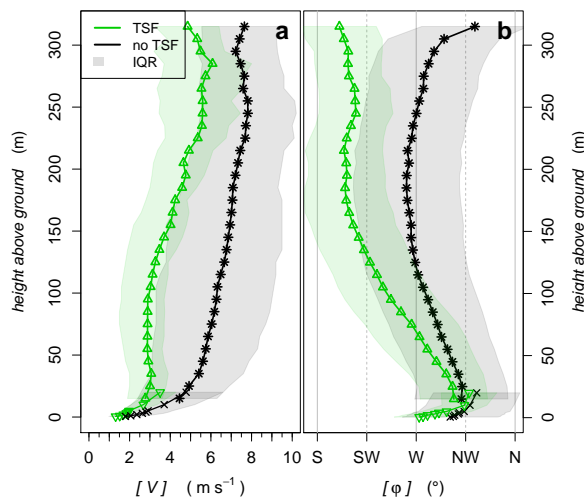 TSF
no TSF
IQR
a
b
height above ground (m)
0
50
100
150
200
250
300
0 2 4 6 8 10
[ V ] ( m s⁻¹ )
S SW W NW N
[ φ ] (°)
0
50
100
150
200
250
300
height above ground (m)